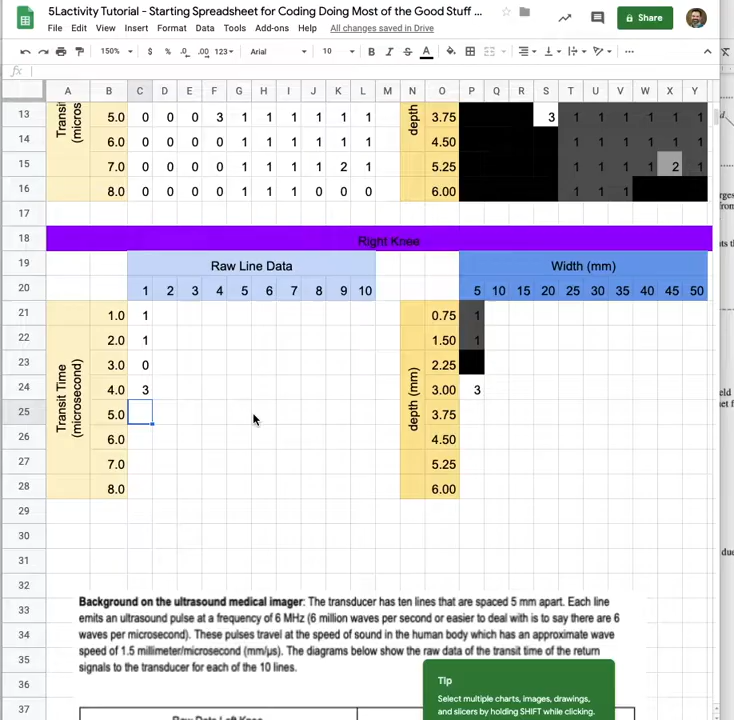 5Lactivity Tutorial - Starting Spreadsheet for Coding Doing Most of the Good Stuff ...
File Edit View Insert Format Data Tools Add-ons Help All changes saved in Drive
Share
150% $ % .0 .00 123 Arial 10 B I S A
fx
A B C D E F G H I J K L M N O P Q R S T U V W X Y
13 5.0 0 0 0 3 1 1 1 1 1 1 3.75 3 1 1 1 1 1 1
14 6.0 0 0 0 0 1 1 1 1 1 1 4.50 1 1 1 1 1 1
15 7.0 0 0 0 0 1 1 1 1 2 1 5.25 1 1 1 1 2 1
16 8.0 0 0 0 0 1 1 1 0 0 0 6.00 1 1 1
Transit
(micros
depth
17
18 Right Knee
19 Raw Line Data Width (mm)
20 1 2 3 4 5 6 7 8 9 10 5 10 15 20 25 30 35 40 45 50
21 1.0 1 0.75 1
22 2.0 1 1.50 1
23 3.0 0 2.25
24 4.0 3 3.00 3
25 5.0 3.75
26 6.0 4.50
27 7.0 5.25
28 8.0 6.00
Transit Time
(microsecond)
depth (mm)
29
30
31
32
33 Background on the ultrasound medical imager: The transducer has ten lines that are spaced 5 mm apart. Each line
emits an ultrasound pulse at a frequency of 6 MHz (6 million waves per second or easier to deal with is to say there are 6
34 waves per microsecond). These pulses travel at the speed of sound in the human body which has an approximate wave
35 speed of 1.5 millimeter/microsecond (mm/µs). The diagrams below show the raw data of the transit time of the return
signals to the transducer for each of the 10 lines.
36
37
Raw Data Left Knee
Tip
Select multiple charts, images, drawings,
and slicers by holding SHIFT while clicking.